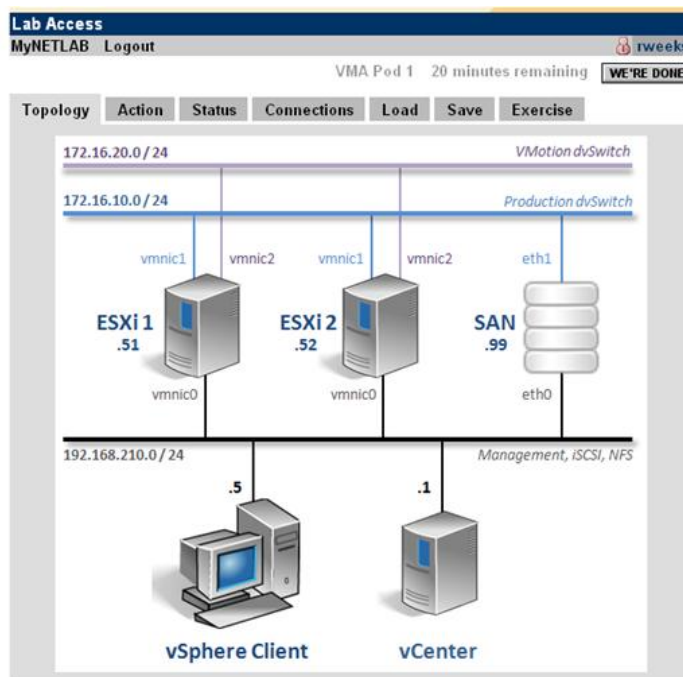 Lab Access
MyNETLAB Logout rweeks
VMA Pod 1 20 minutes remaining WE'RE DONE
Topology Action Status Connections Load Save Exercise
172.16.20.0 / 24 VMotion dvSwitch
172.16.10.0 / 24 Production dvSwitch
vmnic1 vmnic2 vmnic1 vmnic2 eth1
ESXi 1 ESXi 2 SAN
.51 .52 .99
vmnic0 vmnic0 eth0
192.168.210.0 / 24 Management, iSCSI, NFS
.5 .1
vSphere Client vCenter